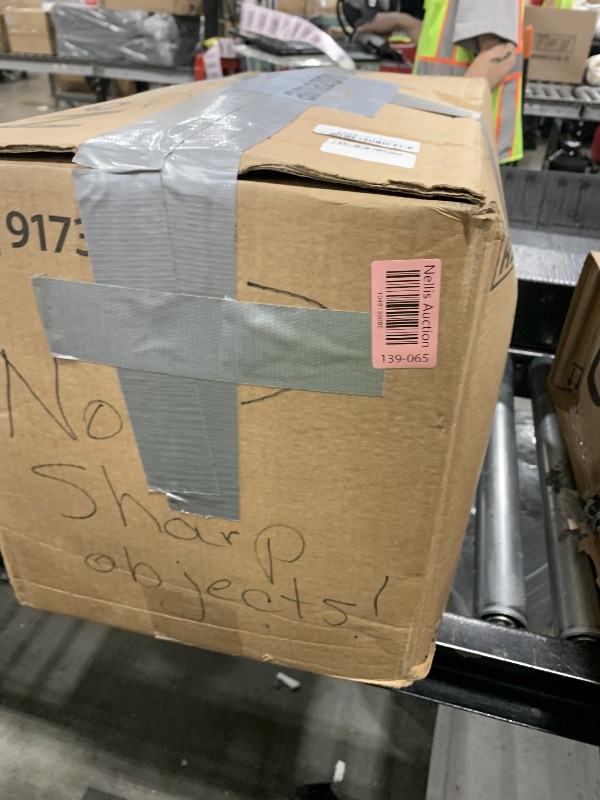 9173
No
Sharp
objects!
Nellis Auction
139-065